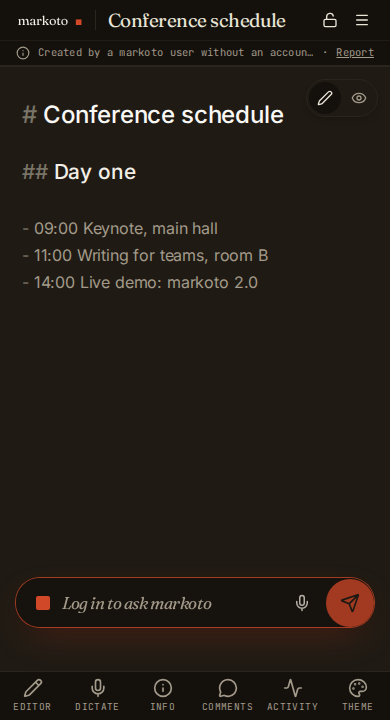 markoto
Conference schedule
Created by a markoto user without an accoun… · Report
# Conference schedule
## Day one
- 09:00 Keynote, main hall
- 11:00 Writing for teams, room B
- 14:00 Live demo: markoto 2.0
Log in to ask markoto
EDITOR DICTATE INFO COMMENTS ACTIVITY THEME